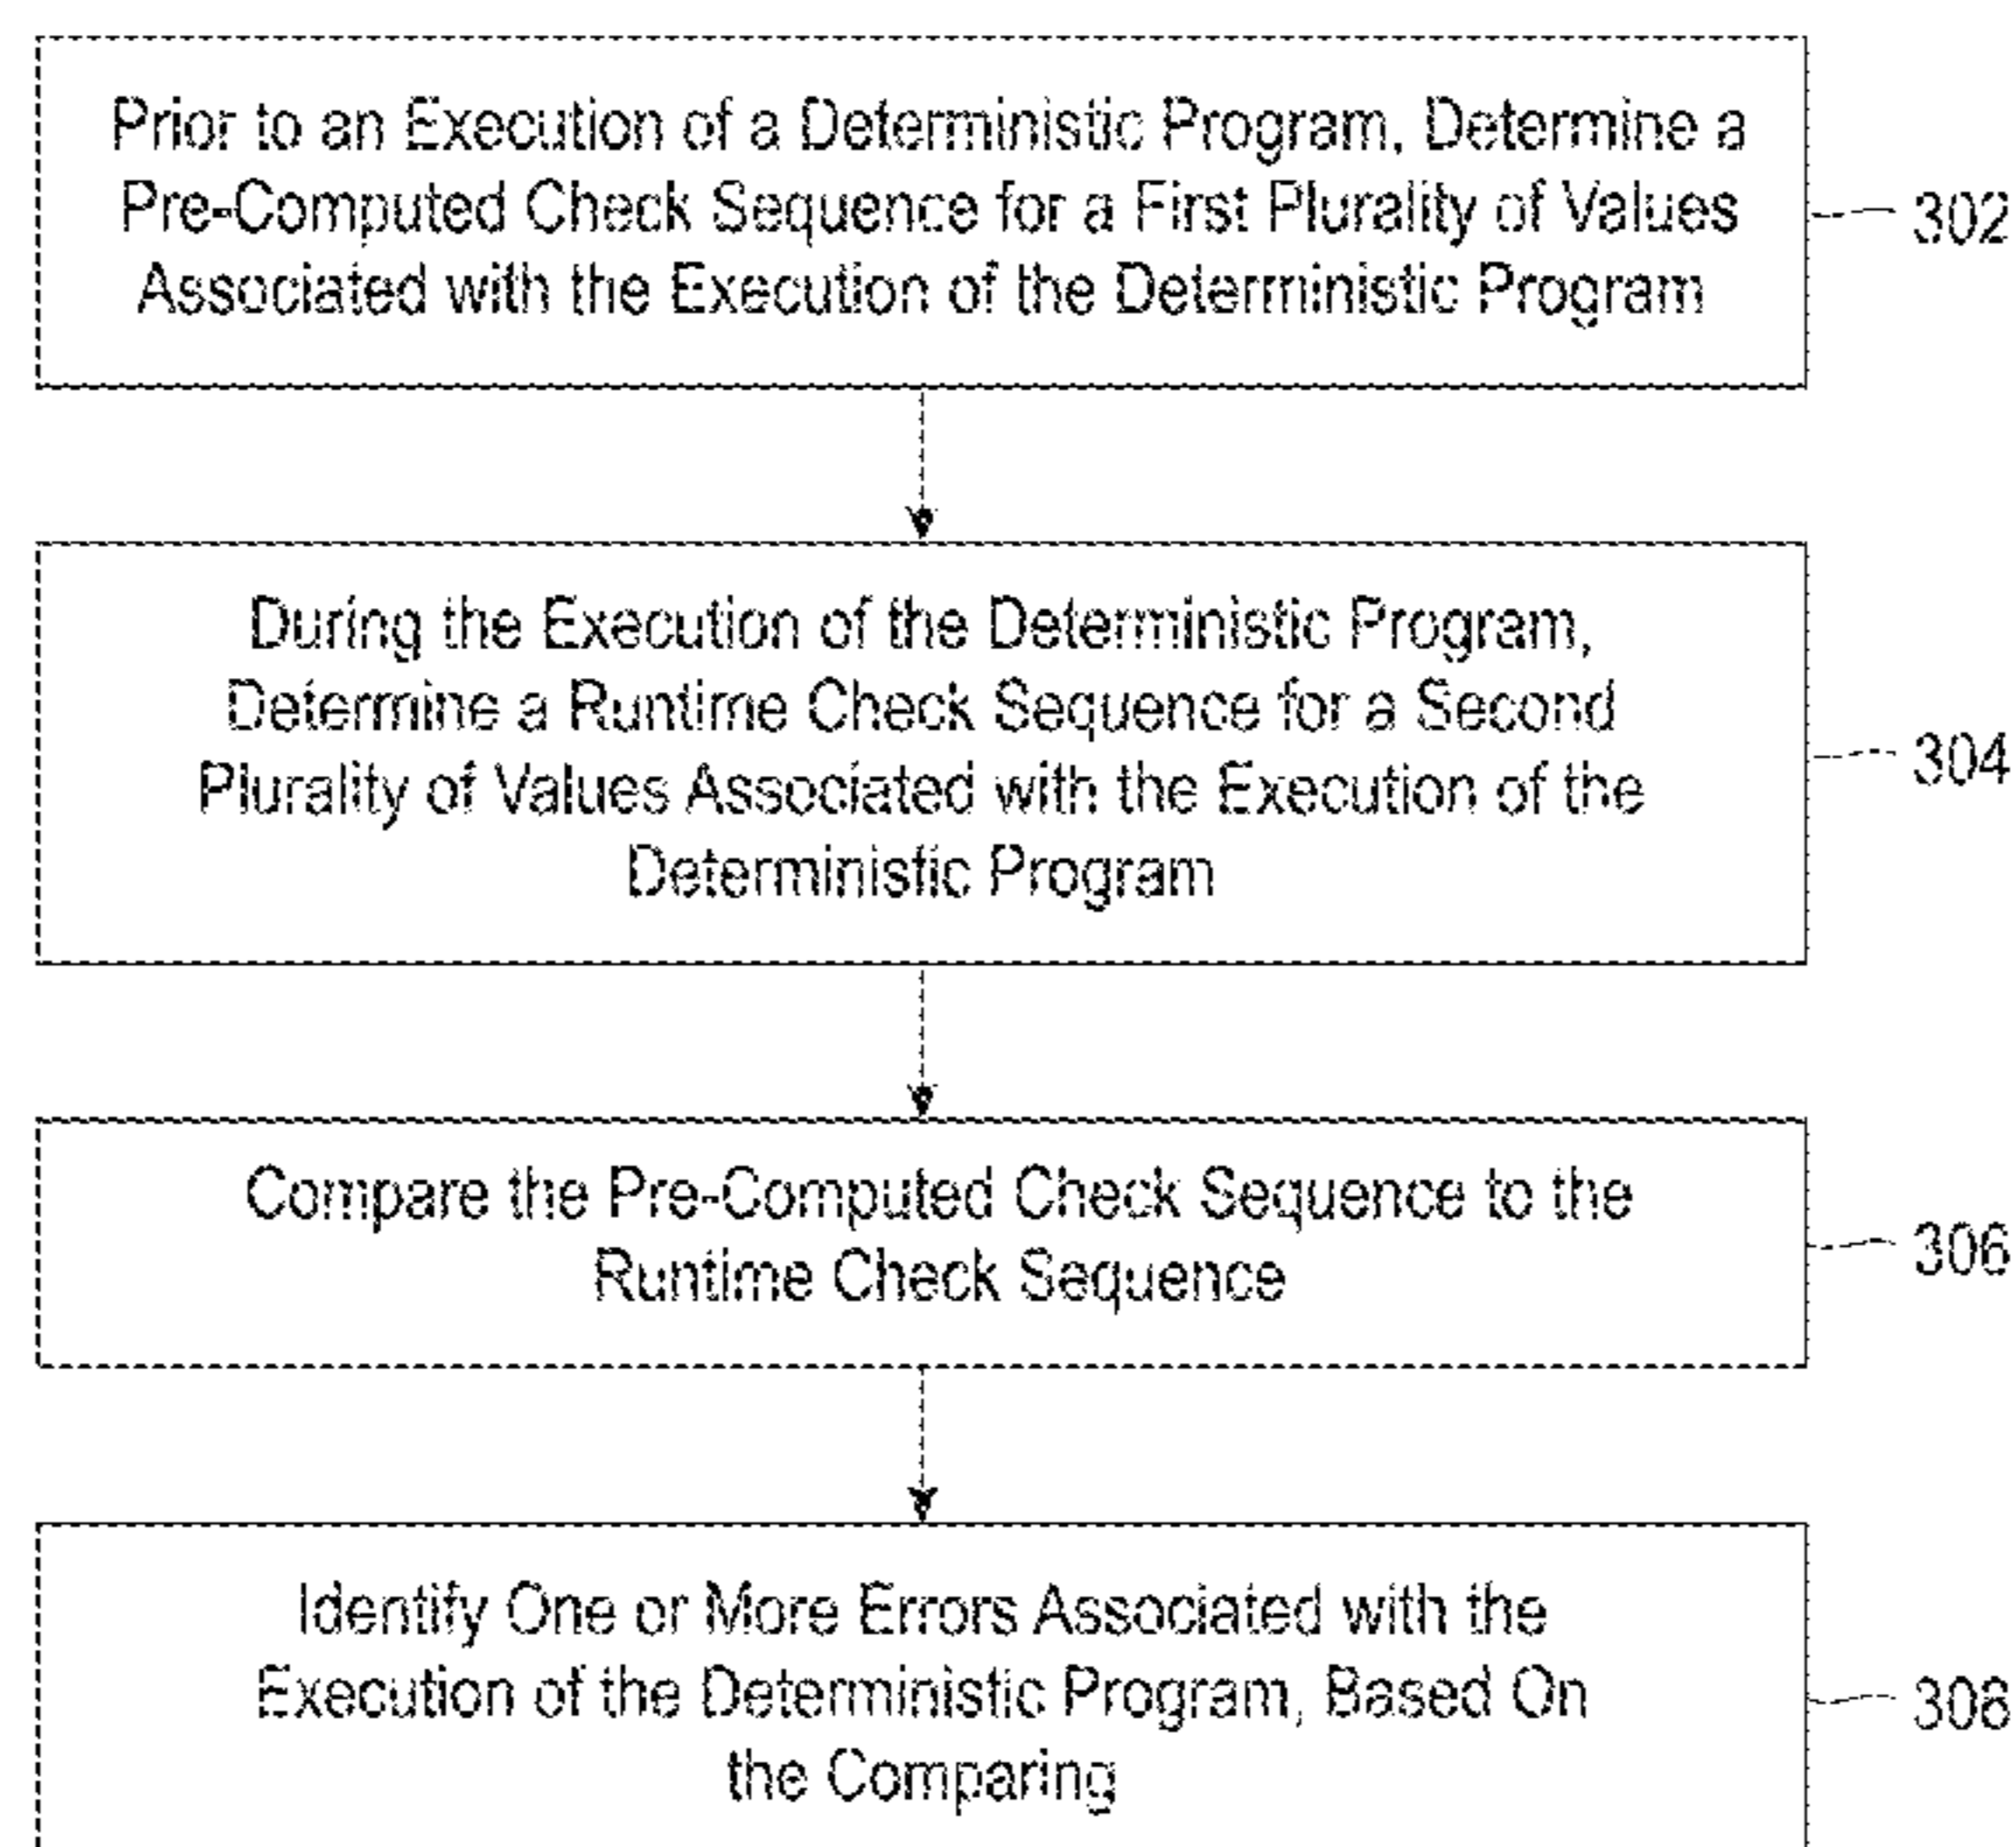 Prior to an Execution of a Deterministic Program, Determine a
Pre-Computed Check Sequence for a First Plurality of Values
Associated with the Execution of the Deterministic Program
302
During the Execution of the Deterministic Program,
Determine a Runtime Check Sequence for a Second
Plurality of Values Associated with the Execution of the
Deterministic Program
304
Compare the Pre-Computed Check Sequence to the
Runtime Check Sequence
306
Identify One or More Errors Associated with the
Execution of the Deterministic Program, Based On
the Comparing
308